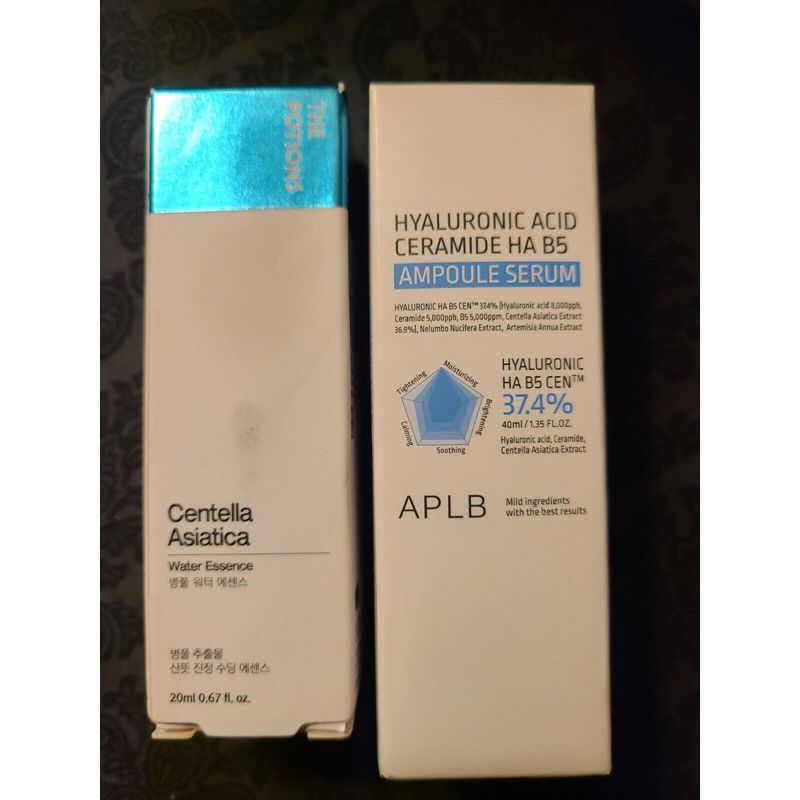 THE
POTIONS
Centella
Asiatica
Water Essence
병풀 워터 에센스
병풀 추출물
산뜻 진정 수딩 에센스
20ml 0.67 fl. oz.
HYALURONIC ACID
CERAMIDE HA B5
AMPOULE SERUM
HYALURONIC HA B5 CEN™ 37.4% (Hyaluronic acid 8,000ppb,
Ceramide 5,000ppb, B5 5,000ppm, Centella Asiatica Extract
36.9%), Nelumbo Nucifera Extract, Artemisia Annua Extract
Moisturizing
Tightening
Brightening
Calming
Soothing
HYALURONIC
HA B5 CEN™
37.4%
40ml / 1.35 FL.OZ.
Hyaluronic acid, Ceramide,
Centella Asiatica Extract
APLB
Mild ingredients
with the best results